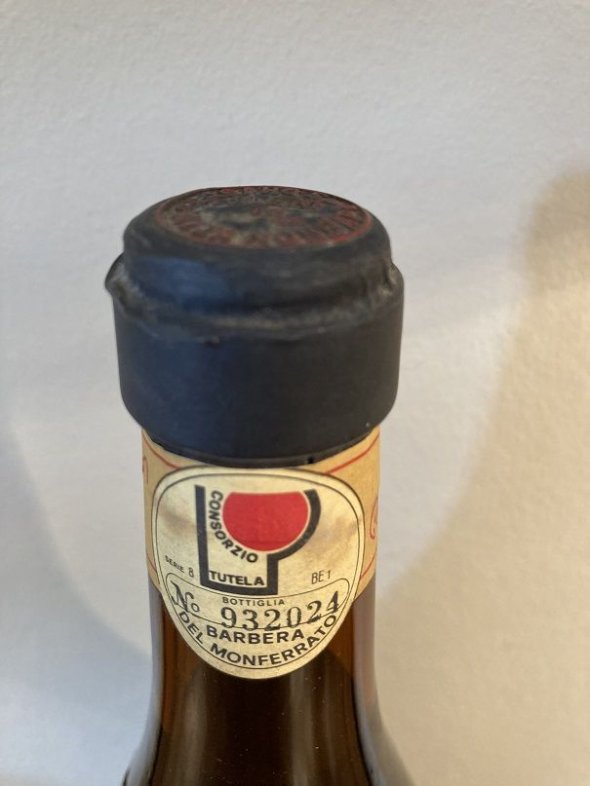 CONSORZIO
TUTELA
SERIE 8
BE 1
BOTTIGLIA
No 932024
BARBERA
DEL MONFERRATO